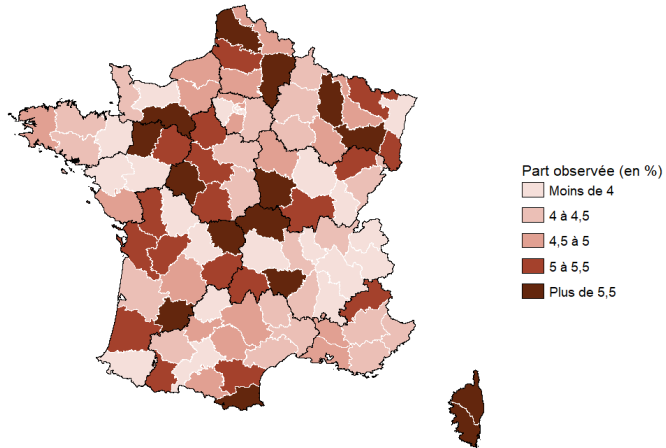 Part observée (en %)
Moins de 4
4 à 4,5
4,5 à 5
5 à 5,5
Plus de 5,5